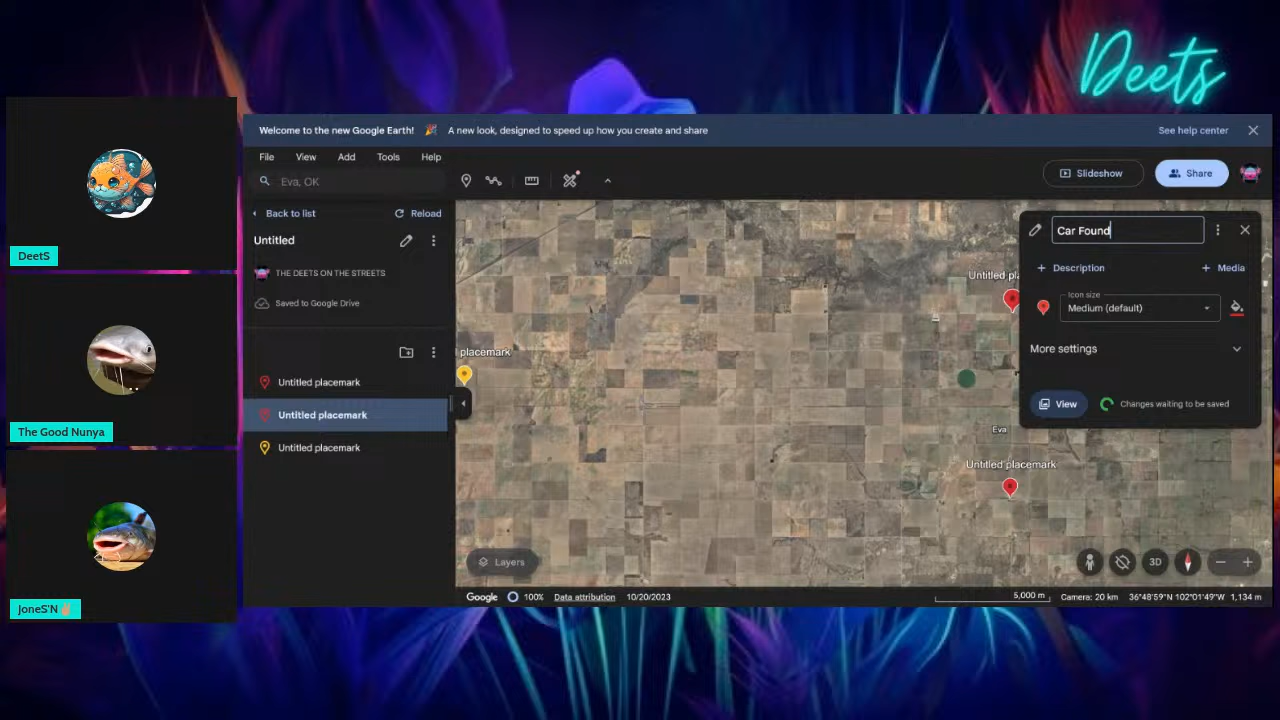 Deets
DeetS
The Good Nunya
JoneS'N✌🏼
Welcome to the new Google Earth! 🎉 A new look, designed to speed up how you create and share
See help center
File View Add Tools Help
Eva, OK
Slideshow
Share
Back to list
Reload
Untitled
THE DEETS ON THE STREETS
Saved to Google Drive
Untitled placemark
Untitled placemark
Untitled placemark
placemark
Untitled pla
Eva
Untitled placemark
Car Found
+ Description
+ Media
Icon size
Medium (default)
More settings
View
Changes waiting to be saved
Layers
3D
Google 100% Data attribution 10/20/2023
5,000 m Camera: 20 km 36°48'59"N 102°01'49"W 1,134 m